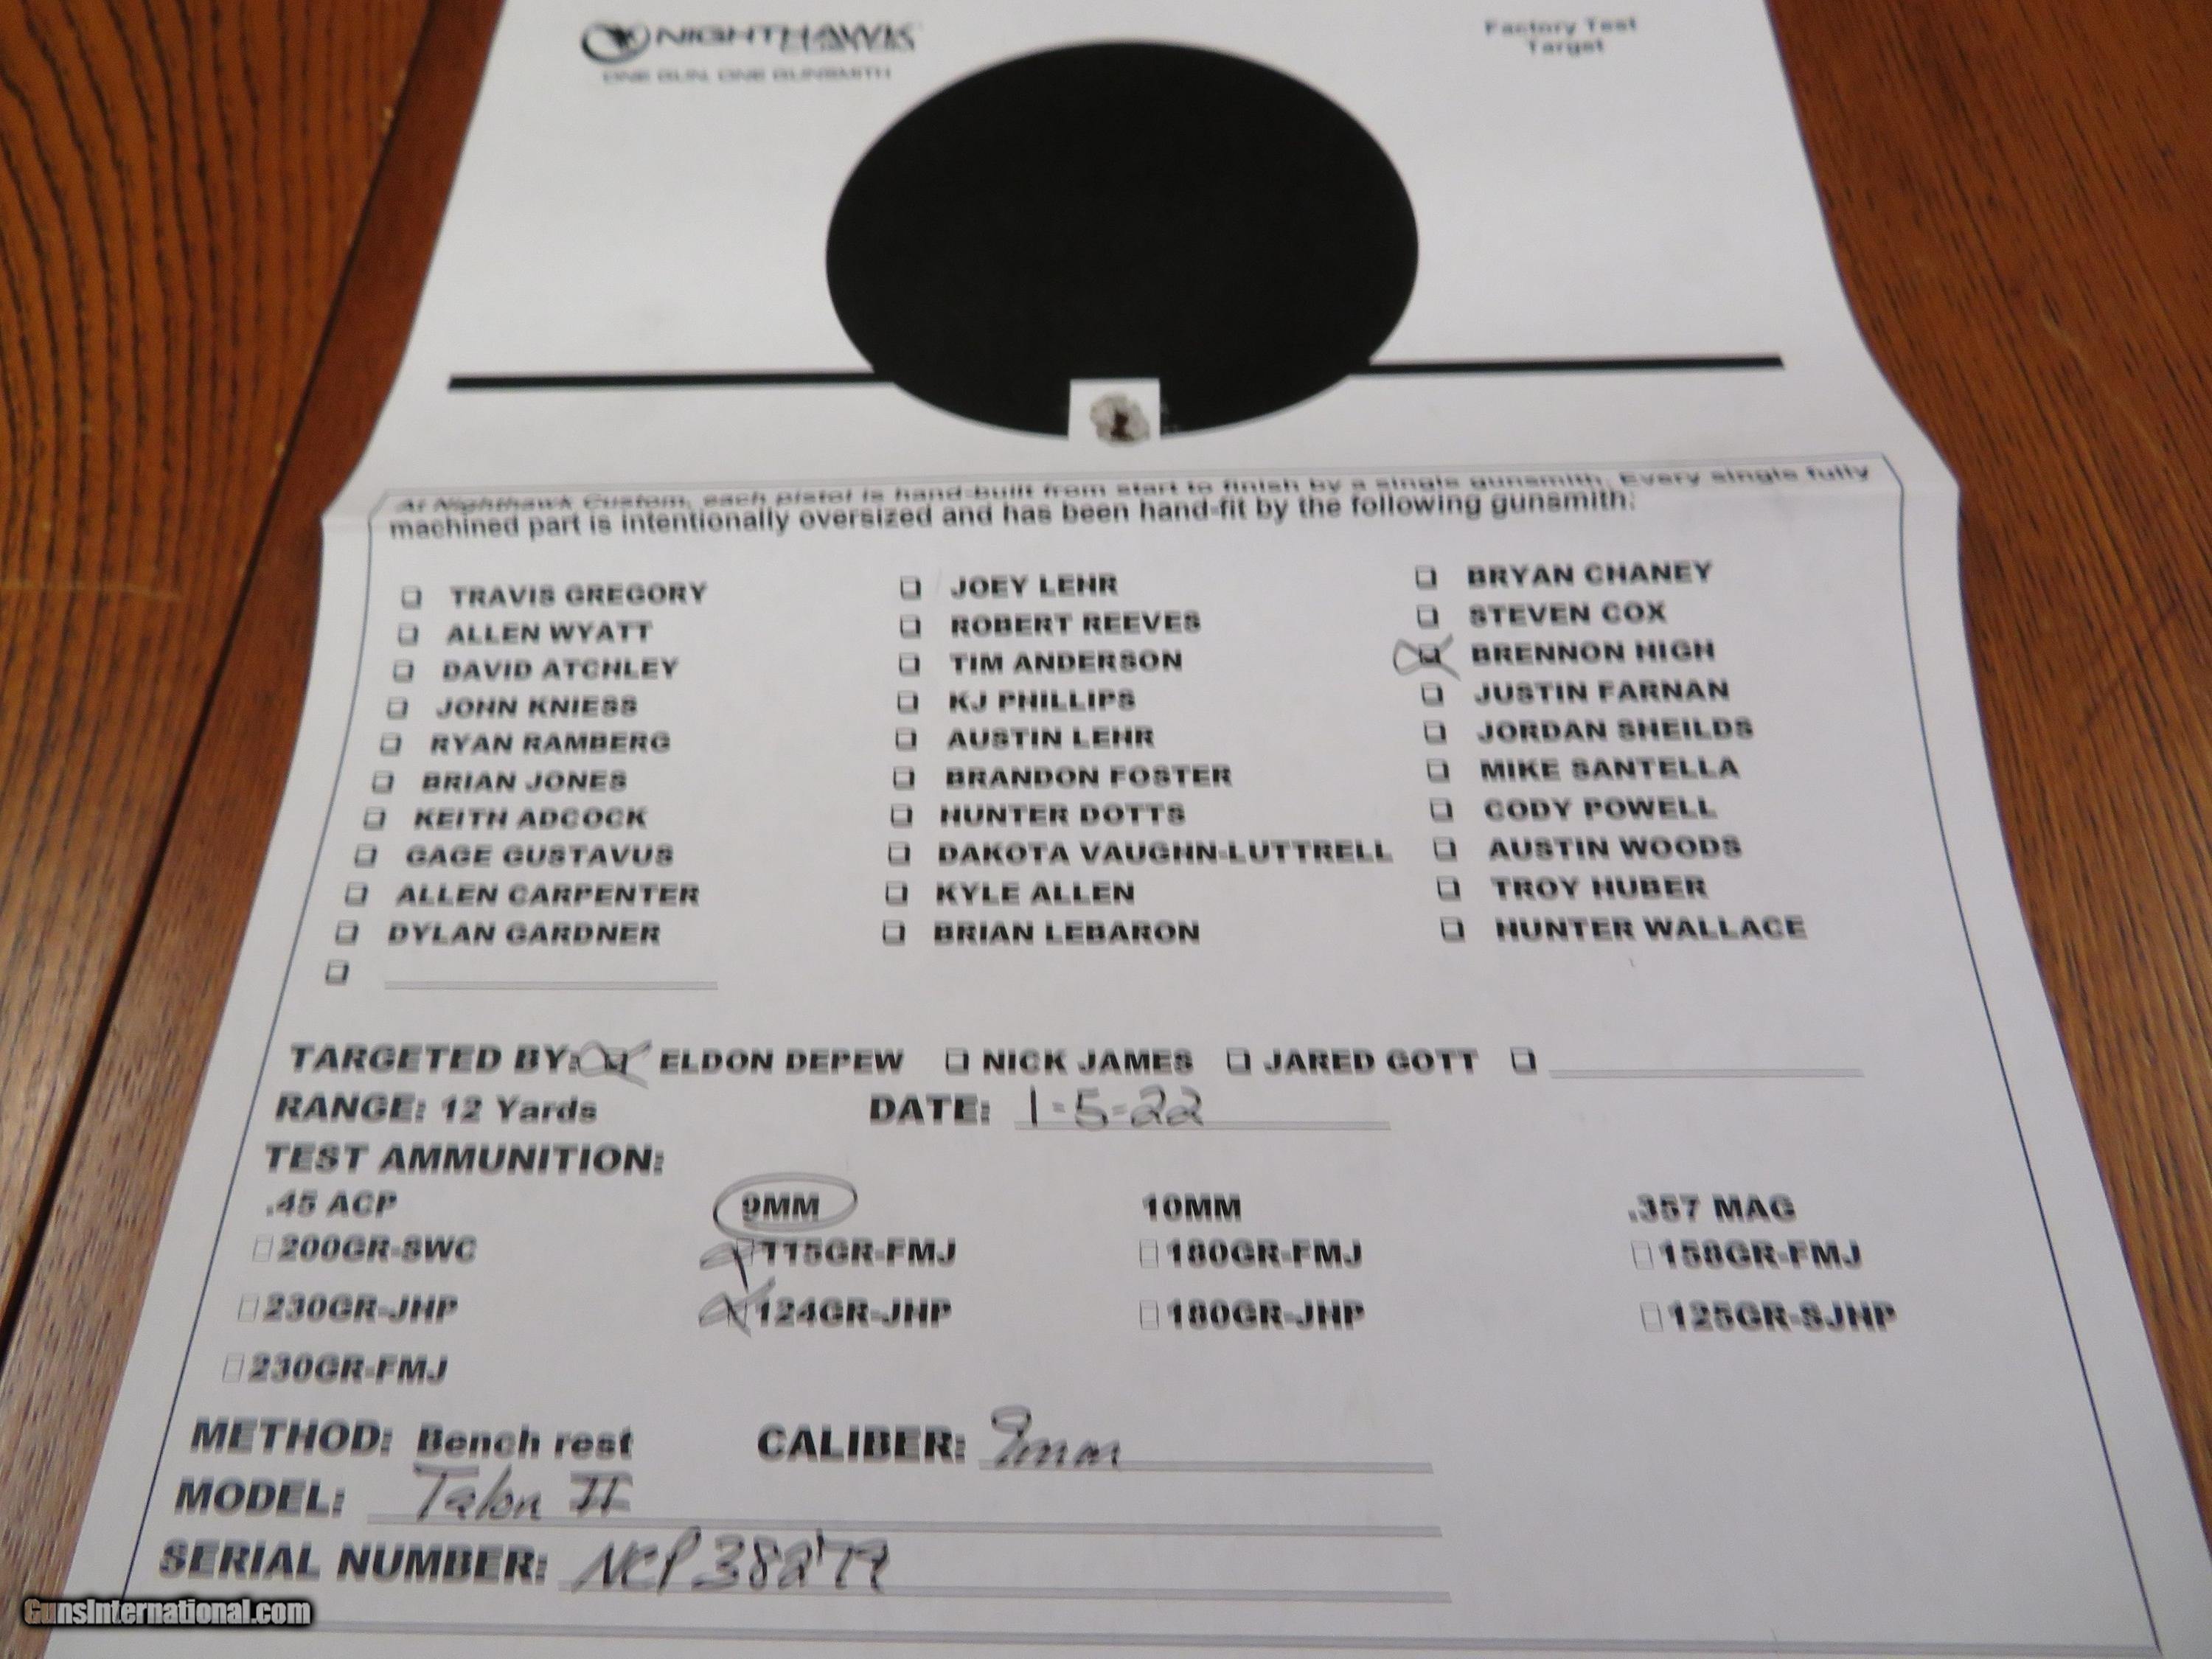 NIGHTHAWK
CUSTOM
ONE GUN, ONE GUNSMITH
Factory Test
Target
At Nighthawk Custom, each pistol is hand-built from start to finish by a single gunsmith. Every single fully
machined part is intentionally oversized and has been hand-fit by the following gunsmith:
TRAVIS GREGORY JOEY LEHR BRYAN CHANEY
ALLEN WYATT ROBERT REEVES STEVEN COX
DAVID ATCHLEY TIM ANDERSON BRENNON HIGH
JOHN KNIESS KJ PHILLIPS JUSTIN FARNAN
RYAN RAMBERG AUSTIN LEHR JORDAN SHEILDS
BRIAN JONES BRANDON FOSTER MIKE SANTELLA
KEITH ADCOCK HUNTER DOTTS CODY POWELL
GAGE GUSTAVUS DAKOTA VAUGHN-LUTTRELL AUSTIN WOODS
ALLEN CARPENTER KYLE ALLEN TROY HUBER
DYLAN GARDNER BRIAN LEBARON HUNTER WALLACE
TARGETED BY: ELDON DEPEW NICK JAMES JARED GOTT
RANGE: 12 Yards DATE: 1-5-22
TEST AMMUNITION:
.45 ACP 9MM 10MM .357 MAG
200GR-SWC 115GR-FMJ 180GR-FMJ 158GR-FMJ
230GR-JHP 124GR-JHP 180GR-JHP 125GR-SJHP
230GR-FMJ
METHOD: Bench rest CALIBER: 9mm
MODEL: Talon II
SERIAL NUMBER:
GunsInternational.com